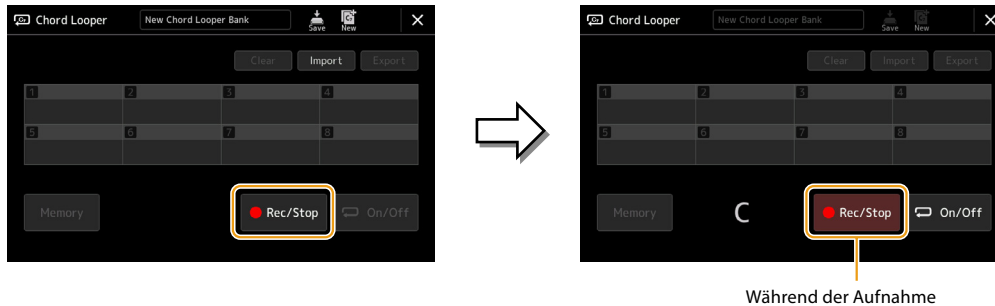 Chord Looper
New Chord Looper Bank
Save
New
Clear
Import
Export
1
2
3
4
5
6
7
8
Memory
Rec/Stop
On/Off
Chord Looper
New Chord Looper Bank
Save
New
Clear
Import
Export
1
2
3
4
5
6
7
8
Memory
C
Rec/Stop
On/Off
Während der Aufnahme